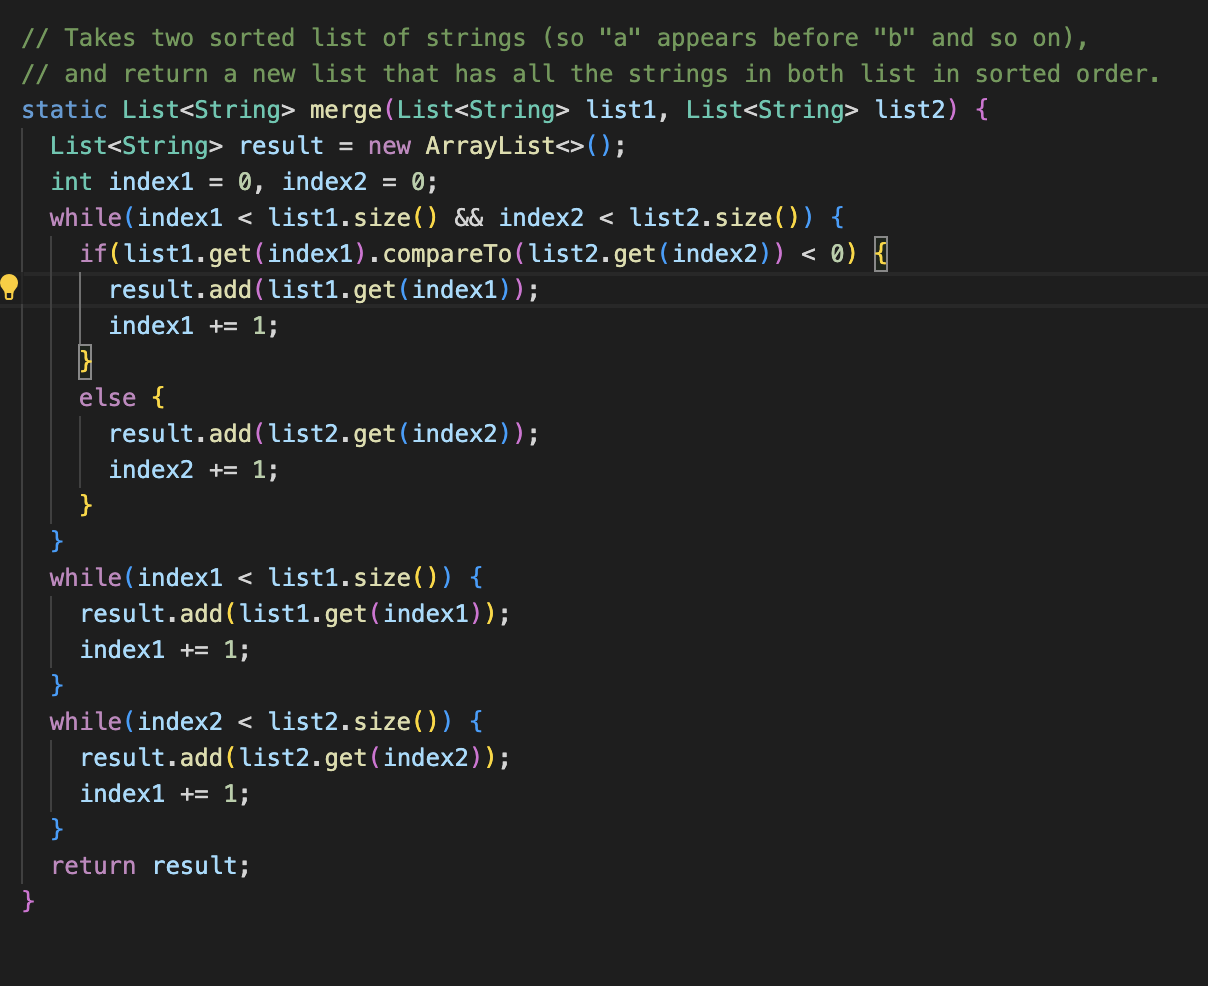 // Takes two sorted list of strings (so "a" appears before "b" and so on),
// and return a new list that has all the strings in both list in sorted order.
static List<String> merge(List<String> list1, List<String> list2) {
  List<String> result = new ArrayList<>();
  int index1 = 0, index2 = 0;
  while(index1 < list1.size() && index2 < list2.size()) {
    if(list1.get(index1).compareTo(list2.get(index2)) < 0) {
      result.add(list1.get(index1));
      index1 += 1;
    }
    else {
      result.add(list2.get(index2));
      index2 += 1;
    }
  }
  while(index1 < list1.size()) {
    result.add(list1.get(index1));
    index1 += 1;
  }
  while(index2 < list2.size()) {
    result.add(list2.get(index2));
    index1 += 1;
  }
  return result;
}